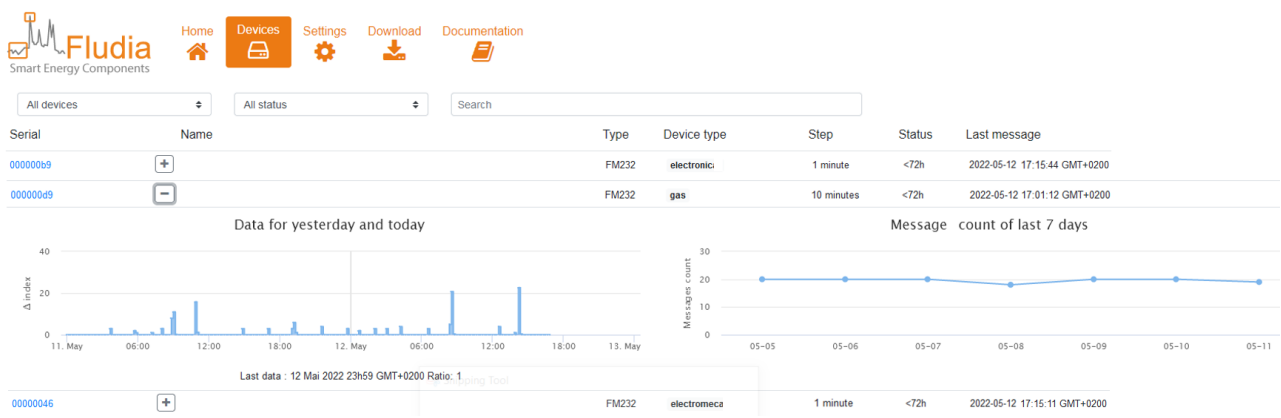 Home Devices Settings Download Documentation
Fludia
Smart Energy Components
All devices All status Search
Serial Name Type Device type Step Status Last message
000000b9 + FM232 electronic 1 minute <72h 2022-05-12 17:15:44 GMT+0200
000000d9 − FM232 gas 10 minutes <72h 2022-05-12 17:01:12 GMT+0200
Data for yesterday and today Message count of last 7 days
40 30
20 20
10
0 0
Δ index Messages count
11. May 06:00 12:00 18:00 12. May 06:00 12:00 18:00 13. May 05-05 05-06 05-07 05-08 05-09 05-10 05-11
Last data : 12 Mai 2022 23h59 GMT+0200 Ratio: 1
Tool
00000046 + FM232 electromeca 1 minute <72h 2022-05-12 17:15:11 GMT+0200